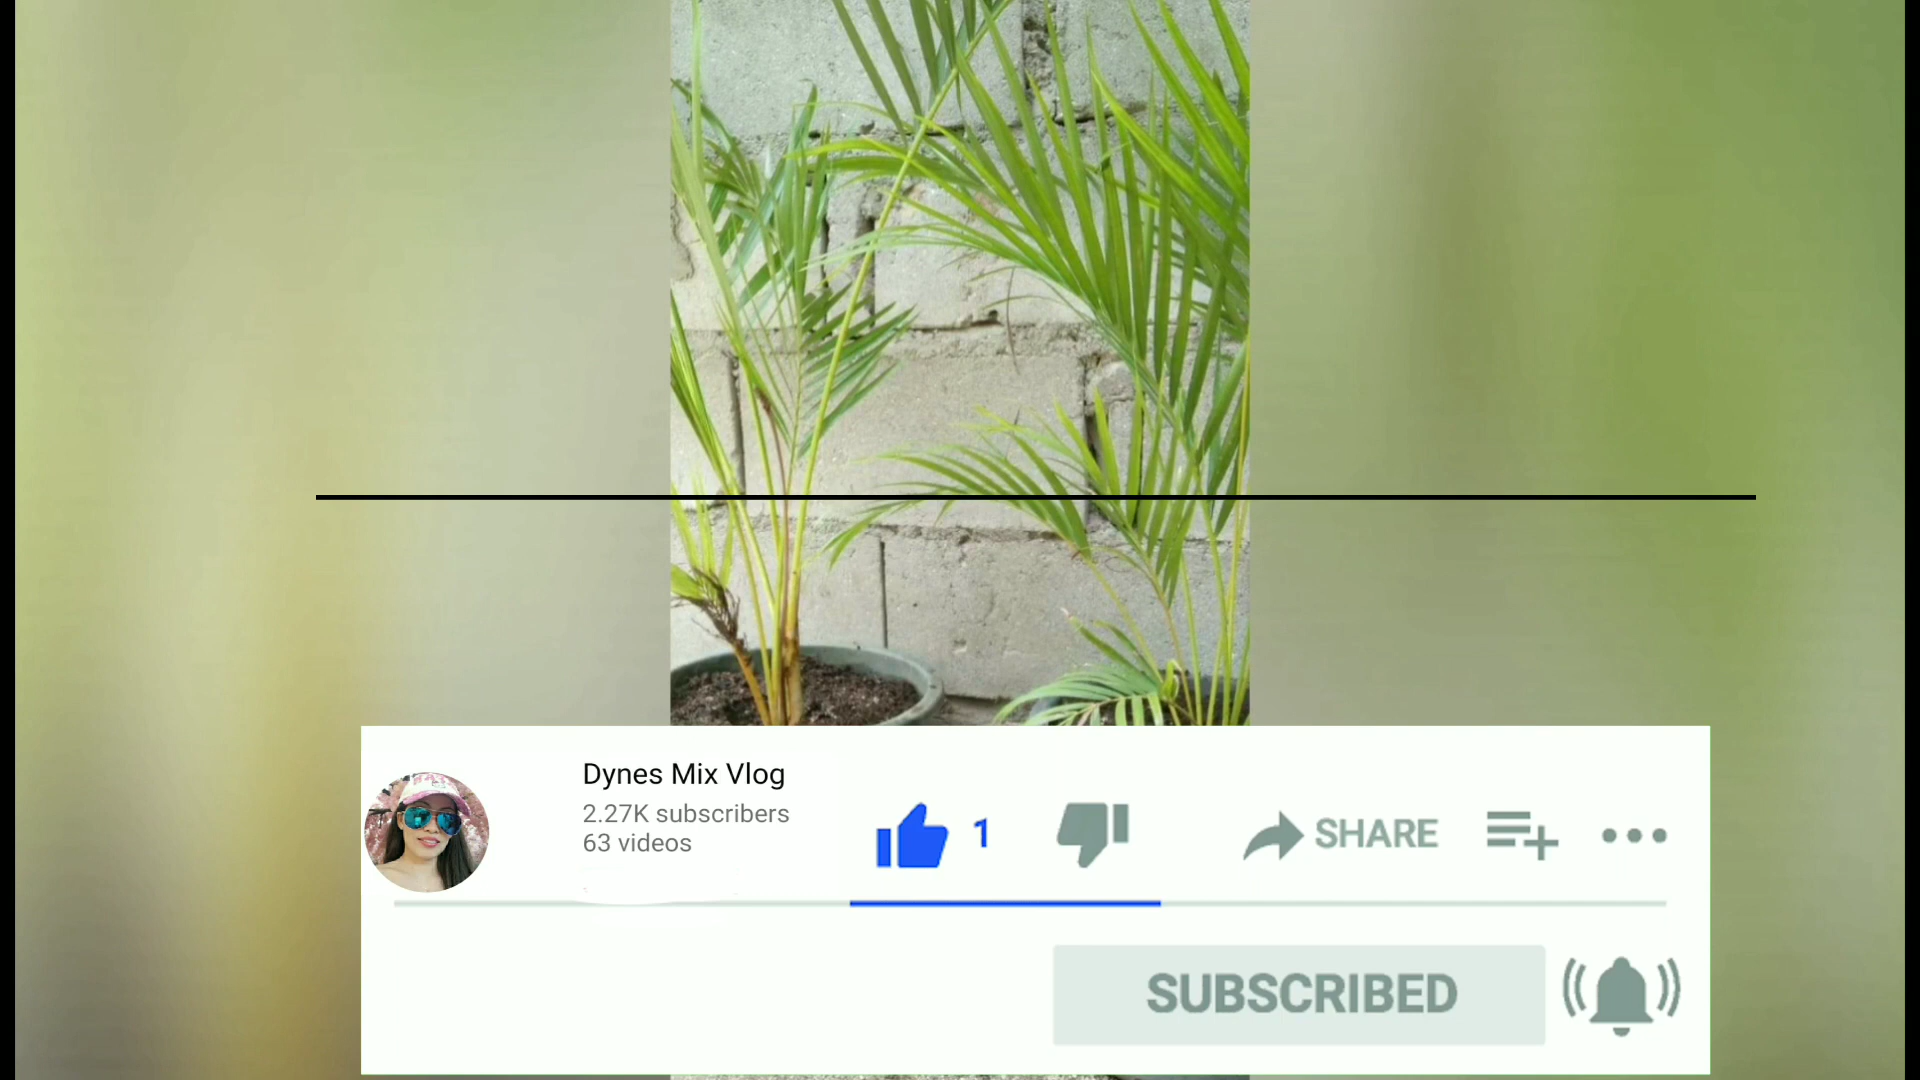 Dynes Mix Vlog
2.27K subscribers
63 videos
1
SHARE
SUBSCRIBED